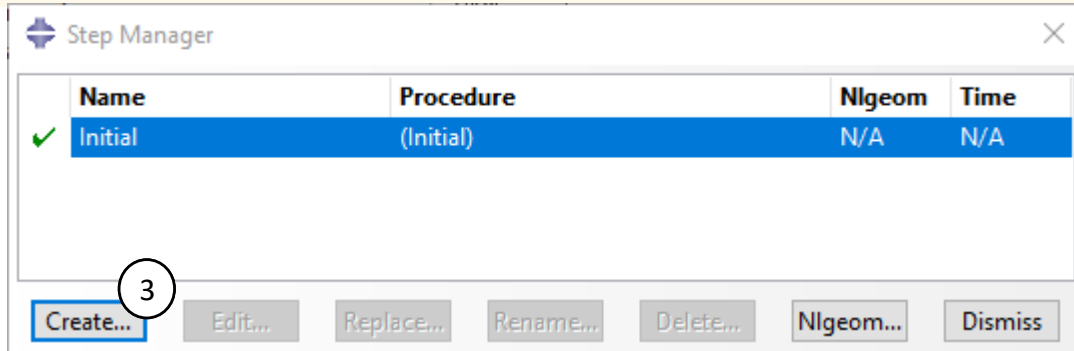 Step Manager
Name Procedure Nlgeom Time
Initial (Initial) N/A N/A
3
Create... Edit... Replace... Rename... Delete... Nlgeom... Dismiss